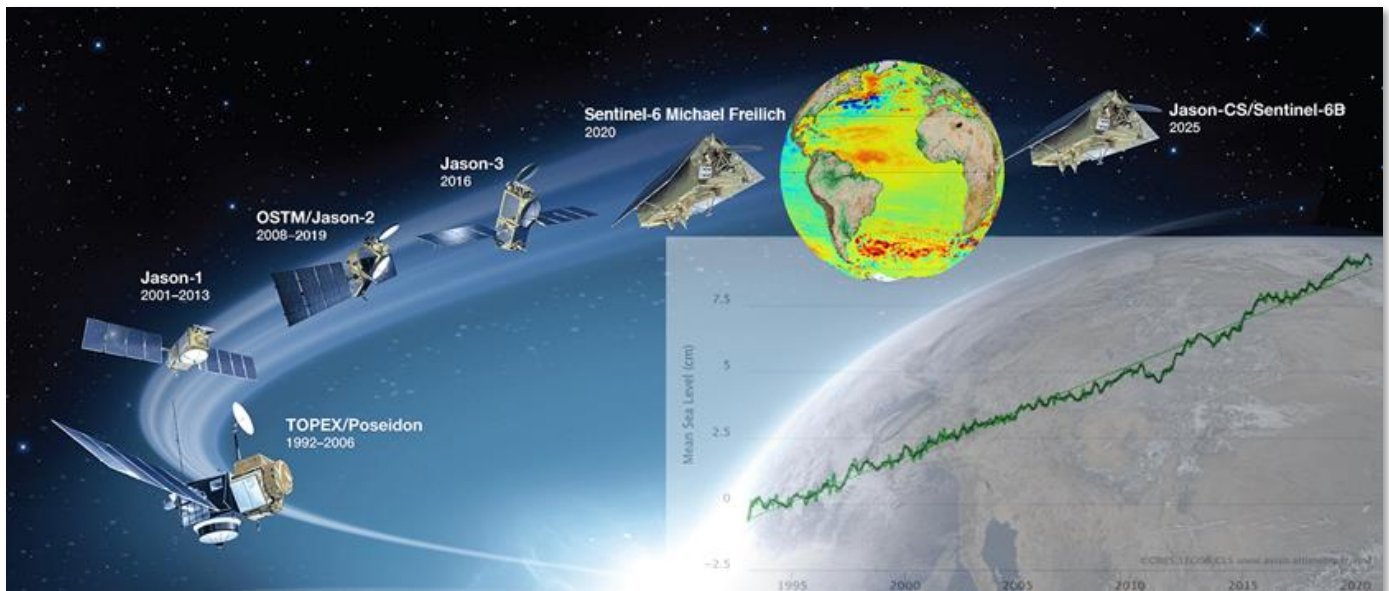 Sentinel-6 Michael Freilich
2020
Jason-CS/Sentinel-6B
2025
Jason-3
2016
OSTM/Jason-2
2008–2019
Jason-1
2001–2013
TOPEX/Poseidon
1992–2006
Mean Sea Level (cm)
7.5
5
2.5
0
−2.5
1995
2000
2005
2010
2015
2020